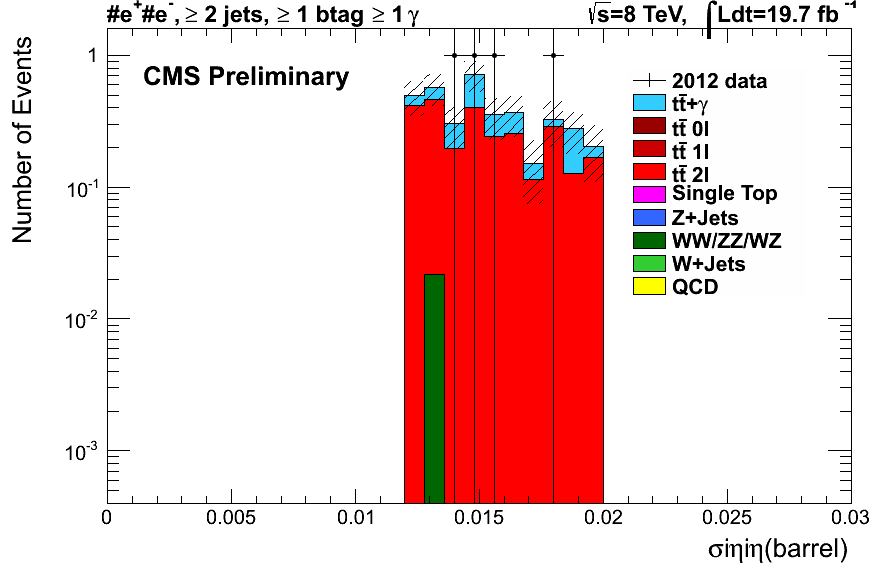 #e⁺#e⁻, ≥ 2 jets, ≥ 1 btag ≥ 1 γ √s=8 TeV, ∫Ldt=19.7 fb⁻¹
CMS Preliminary
Number of Events
1
10⁻¹
10⁻²
10⁻³
2012 data
tt̄+γ
tt̄ 0l
tt̄ 1l
tt̄ 2l
Single Top
Z+Jets
WW/ZZ/WZ
W+Jets
QCD
0 0.005 0.01 0.015 0.02 0.025 0.03
σiηiη(barrel)